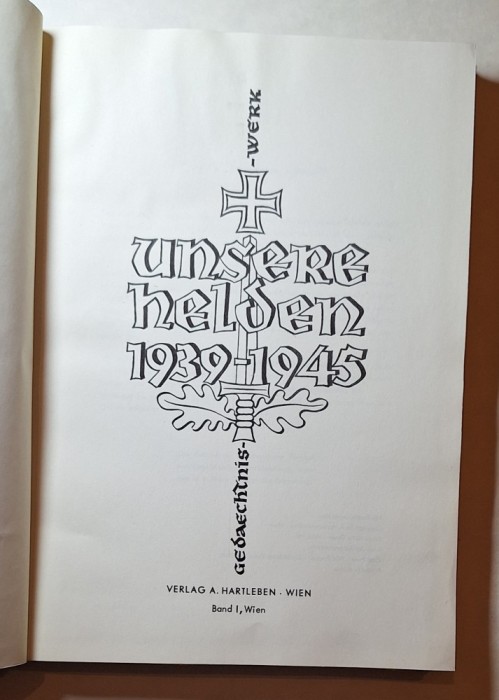 GEDAECHTNIS-
-WERK
UNSERE
HELDEN
1939-1945
VERLAG A. HARTLEBEN · WIEN
Band I, Wien